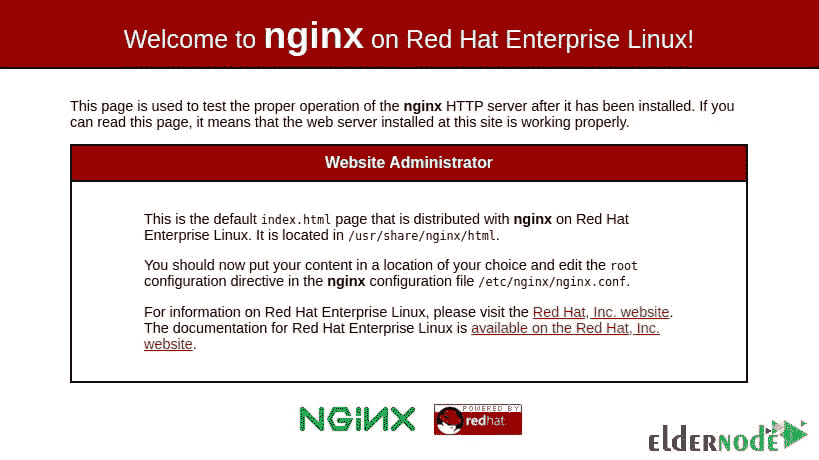 Welcome to nginx on Red Hat Enterprise Linux!
This page is used to test the proper operation of the nginx HTTP server after it has been installed. If you
can read this page, it means that the web server installed at this site is working properly.
Website Administrator
This is the default index.html page that is distributed with nginx on Red Hat
Enterprise Linux. It is located in /usr/share/nginx/html.
You should now put your content in a location of your choice and edit the root
configuration directive in the nginx configuration file /etc/nginx/nginx.conf.
For information on Red Hat Enterprise Linux, please visit the Red Hat, Inc. website.
The documentation for Red Hat Enterprise Linux is available on the Red Hat, Inc.
website.
NGINX
POWERED BY
redhat
elderNODE